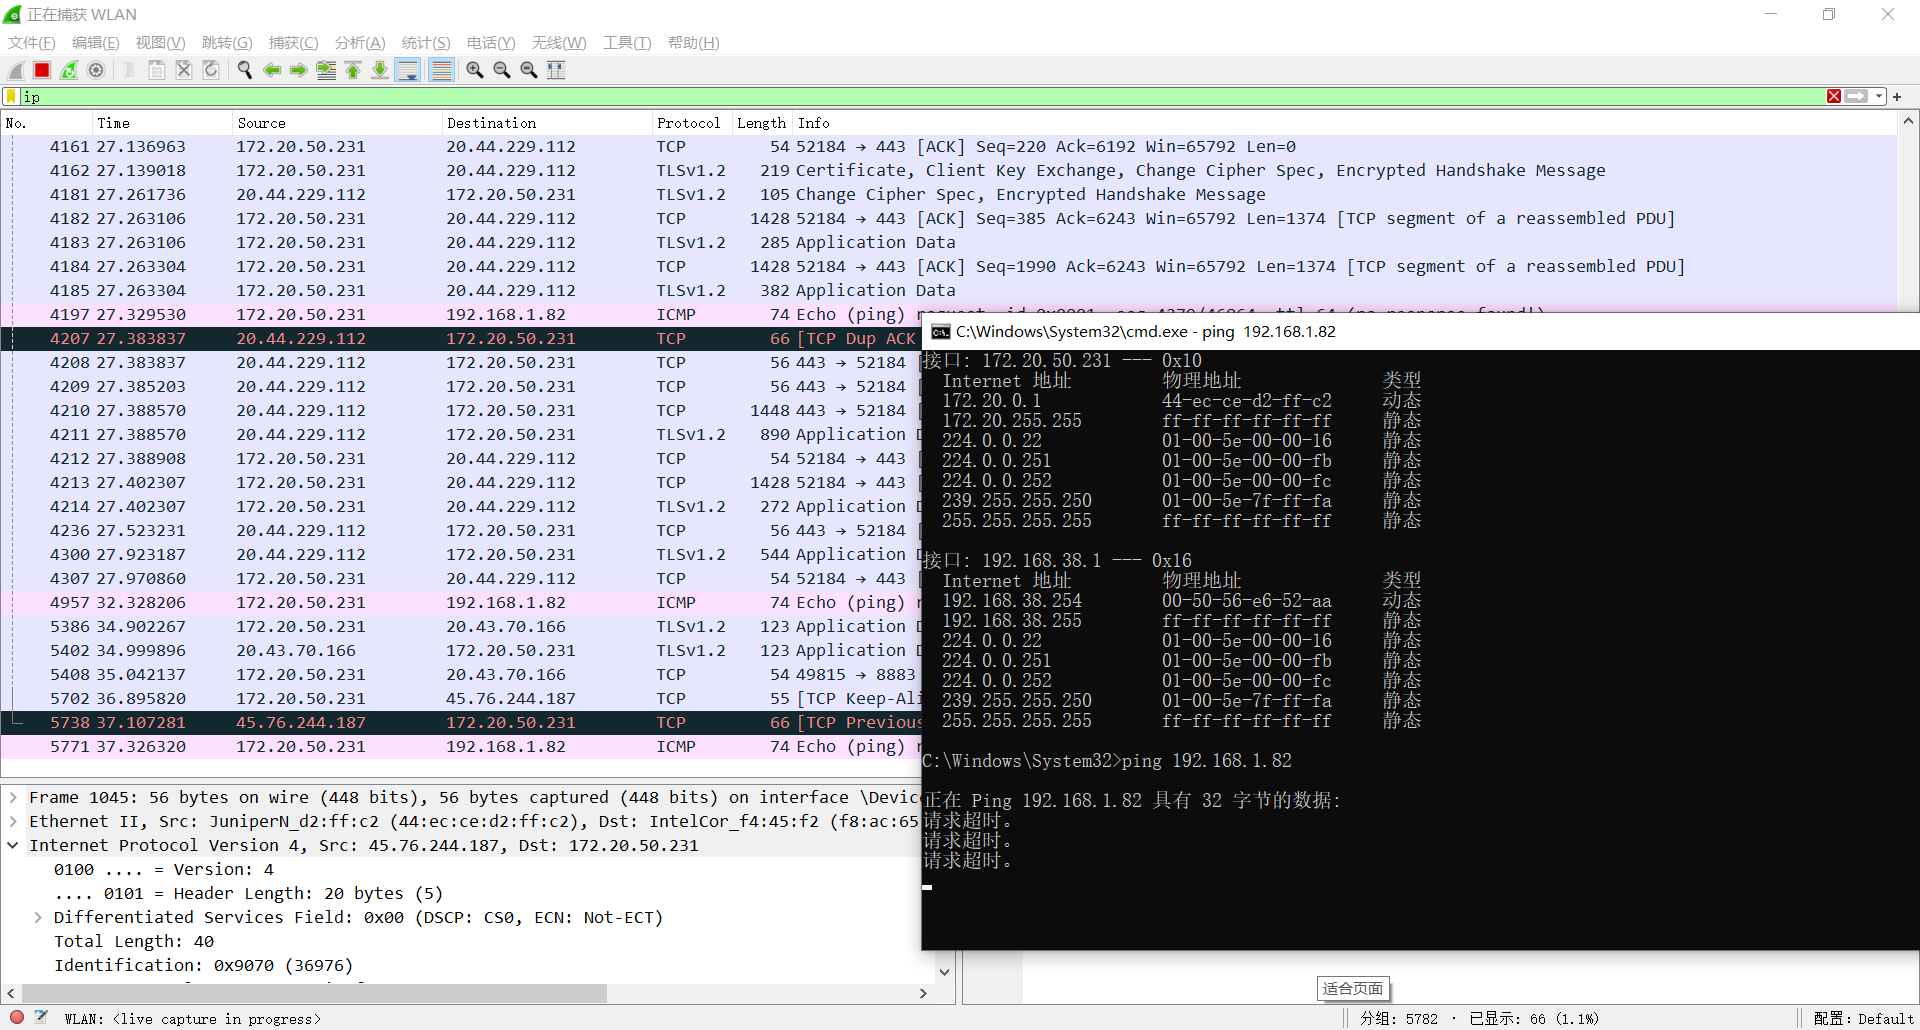 正在捕获 WLAN
文件(F) 编辑(E) 视图(V) 跳转(G) 捕获(C) 分析(A) 统计(S) 电话(Y) 无线(W) 工具(T) 帮助(H)
ip
No. Time Source Destination Protocol Length Info
4161 27.136963 172.20.50.231 20.44.229.112 TCP 54 52184 → 443 [ACK] Seq=220 Ack=6192 Win=65792 Len=0
4162 27.139018 172.20.50.231 20.44.229.112 TLSv1.2 219 Certificate, Client Key Exchange, Change Cipher Spec, Encrypted Handshake Message
4181 27.261736 20.44.229.112 172.20.50.231 TLSv1.2 105 Change Cipher Spec, Encrypted Handshake Message
4182 27.263106 172.20.50.231 20.44.229.112 TCP 1428 52184 → 443 [ACK] Seq=385 Ack=6243 Win=65792 Len=1374 [TCP segment of a reassembled PDU]
4183 27.263106 172.20.50.231 20.44.229.112 TLSv1.2 285 Application Data
4184 27.263304 172.20.50.231 20.44.229.112 TCP 1428 52184 → 443 [ACK] Seq=1990 Ack=6243 Win=65792 Len=1374 [TCP segment of a reassembled PDU]
4185 27.263304 172.20.50.231 20.44.229.112 TLSv1.2 382 Application Data
4197 27.329530 172.20.50.231 192.168.1.82 ICMP 74 Echo (ping)
4207 27.383837 20.44.229.112 172.20.50.231 TCP 66 [TCP Dup ACK
4208 27.383837 20.44.229.112 172.20.50.231 TCP 56 443 → 52184
4209 27.385203 20.44.229.112 172.20.50.231 TCP 56 443 → 52184
4210 27.388570 20.44.229.112 172.20.50.231 TCP 1448 443 → 52184
4211 27.388570 20.44.229.112 172.20.50.231 TLSv1.2 890 Application
4212 27.388908 172.20.50.231 20.44.229.112 TCP 54 52184 → 443
4213 27.402307 172.20.50.231 20.44.229.112 TCP 1428 52184 → 443
4214 27.402307 172.20.50.231 20.44.229.112 TLSv1.2 272 Application
4236 27.523231 20.44.229.112 172.20.50.231 TCP 56 443 → 52184
4300 27.923187 20.44.229.112 172.20.50.231 TLSv1.2 544 Application
4307 27.970860 172.20.50.231 20.44.229.112 TCP 54 52184 → 443
4957 32.328206 172.20.50.231 192.168.1.82 ICMP 74 Echo (ping)
5386 34.902267 172.20.50.231 20.43.70.166 TLSv1.2 123 Application
5402 34.999896 20.43.70.166 172.20.50.231 TLSv1.2 123 Application
5408 35.042137 172.20.50.231 20.43.70.166 TCP 54 49815 → 8883
5702 36.895820 172.20.50.231 45.76.244.187 TCP 55 [TCP Keep-Ali
5738 37.107281 45.76.244.187 172.20.50.231 TCP 66 [TCP Previous
5771 37.326320 172.20.50.231 192.168.1.82 ICMP 74 Echo (ping)
Frame 1045: 56 bytes on wire (448 bits), 56 bytes captured (448 bits) on interface \Devic
Ethernet II, Src: JuniperN_d2:ff:c2 (44:ec:ce:d2:ff:c2), Dst: IntelCor_f4:45:f2 (f8:ac:65
Internet Protocol Version 4, Src: 45.76.244.187, Dst: 172.20.50.231
0100 .... = Version: 4
.... 0101 = Header Length: 20 bytes (5)
Differentiated Services Field: 0x00 (DSCP: CS0, ECN: Not-ECT)
Total Length: 40
Identification: 0x9070 (36976)
C:\Windows\System32\cmd.exe - ping 192.168.1.82
接口: 172.20.50.231 --- 0x10
Internet 地址 物理地址 类型
172.20.0.1 44-ec-ce-d2-ff-c2 动态
172.20.255.255 ff-ff-ff-ff-ff-ff 静态
224.0.0.22 01-00-5e-00-00-16 静态
224.0.0.251 01-00-5e-00-00-fb 静态
224.0.0.252 01-00-5e-00-00-fc 静态
239.255.255.250 01-00-5e-7f-ff-fa 静态
255.255.255.255 ff-ff-ff-ff-ff-ff 静态
接口: 192.168.38.1 --- 0x16
Internet 地址 物理地址 类型
192.168.38.254 00-50-56-e6-52-aa 动态
192.168.38.255 ff-ff-ff-ff-ff-ff 静态
224.0.0.22 01-00-5e-00-00-16 静态
224.0.0.251 01-00-5e-00-00-fb 静态
224.0.0.252 01-00-5e-00-00-fc 静态
239.255.255.250 01-00-5e-7f-ff-fa 静态
255.255.255.255 ff-ff-ff-ff-ff-ff 静态
C:\Windows\System32>ping 192.168.1.82
正在 Ping 192.168.1.82 具有 32 字节的数据:
请求超时。
请求超时。
请求超时。
适合页面
WLAN: <live capture in progress>
分组: 5782 · 已显示: 66 (1.1%)
配置: Default